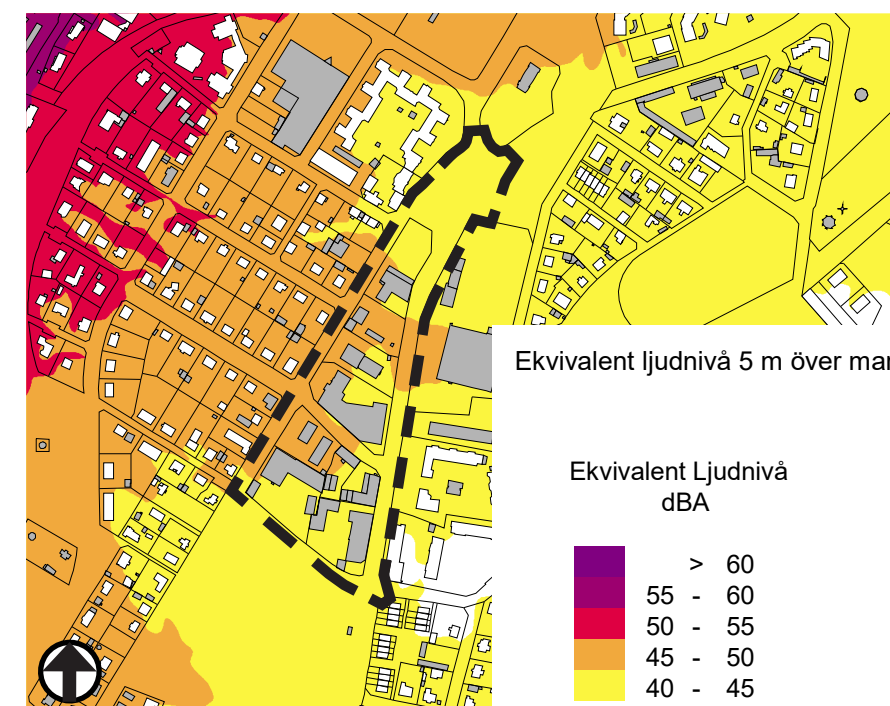 Ekvivalent ljudnivå 5 m över mar
Ekvivalent Ljudnivå
dBA
> 60
55 - 60
50 - 55
45 - 50
40 - 45